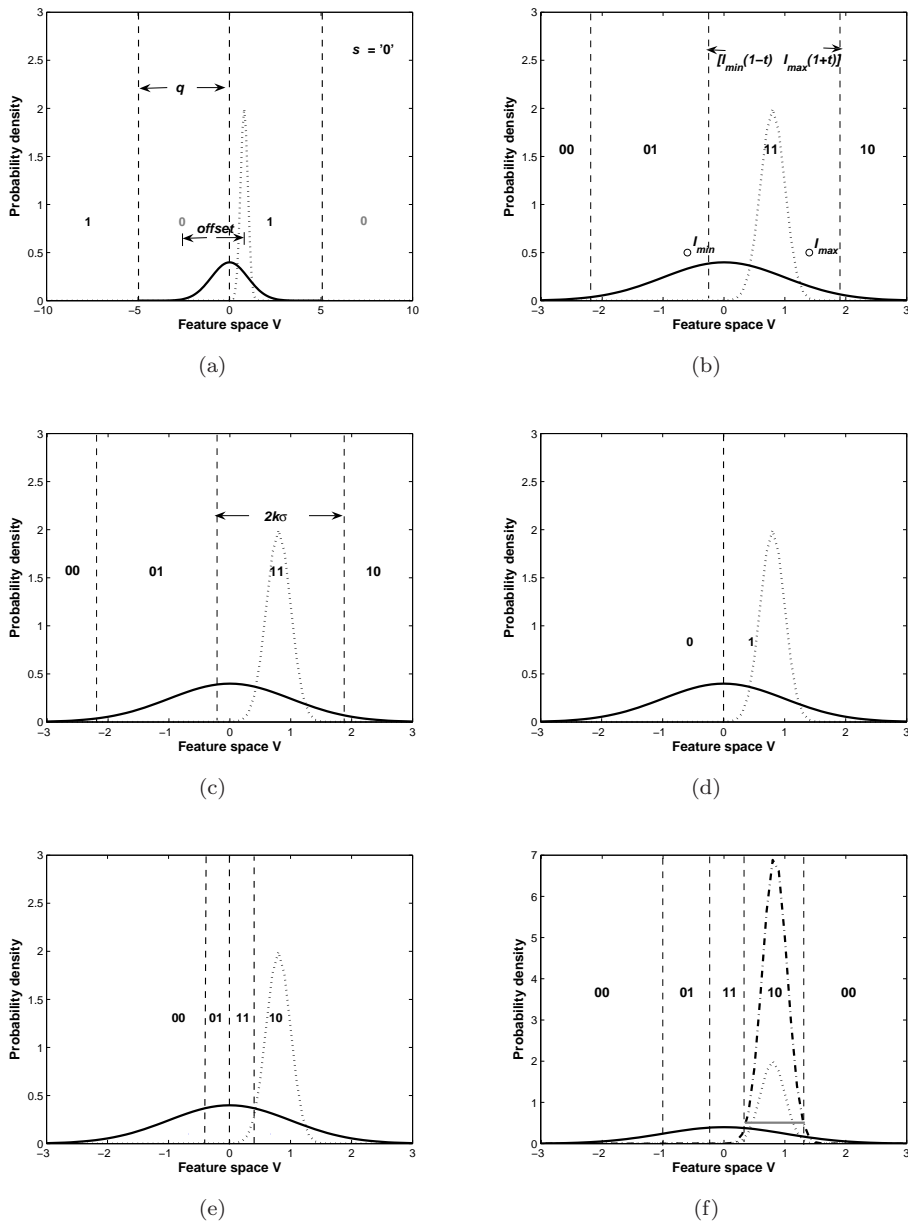 3
2.5
2
1.5
1
0.5
0
Probability density
s = '0'
q
1 0 1 0
offset
−10 −5 0 5 10
Feature space V
(a)
3
2.5
2
1.5
1
0.5
0
Probability density
[I_min(1−t) I_max(1+t)]
00 01 11 10
I_min I_max
−3 −2 −1 0 1 2 3
Feature space V
(b)
3
2.5
2
1.5
1
0.5
0
Probability density
2kσ
00 01 11 10
−3 −2 −1 0 1 2 3
Feature space V
(c)
3
2.5
2
1.5
1
0.5
0
Probability density
0 1
−3 −2 −1 0 1 2 3
Feature space V
(d)
3
2.5
2
1.5
1
0.5
0
Probability density
00 01 11 10
−3 −2 −1 0 1 2 3
Feature space V
(e)
7
6
5
4
3
2
1
0
Probability density
00 01 11 10 00
−3 −2 −1 0 1 2 3
Feature space V
(f)